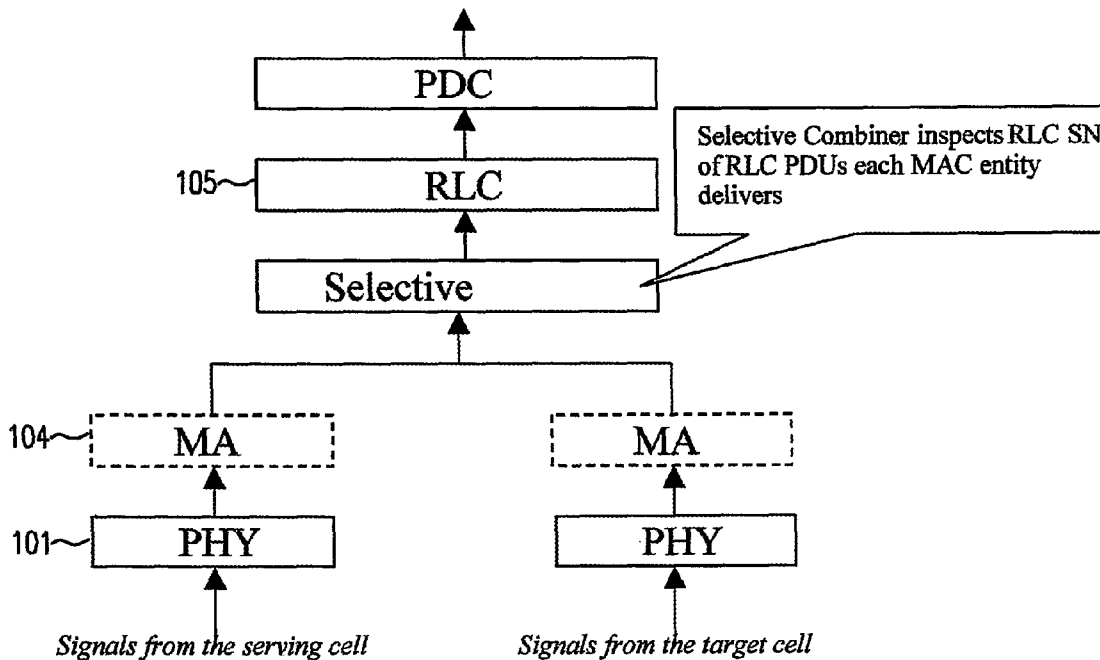 PDC
Selective Combiner inspects RLC SN
of RLC PDUs each MAC entity
delivers
105
RLC
Selective
104
MA
MA
101
PHY
PHY
Signals from the serving cell
Signals from the target cell